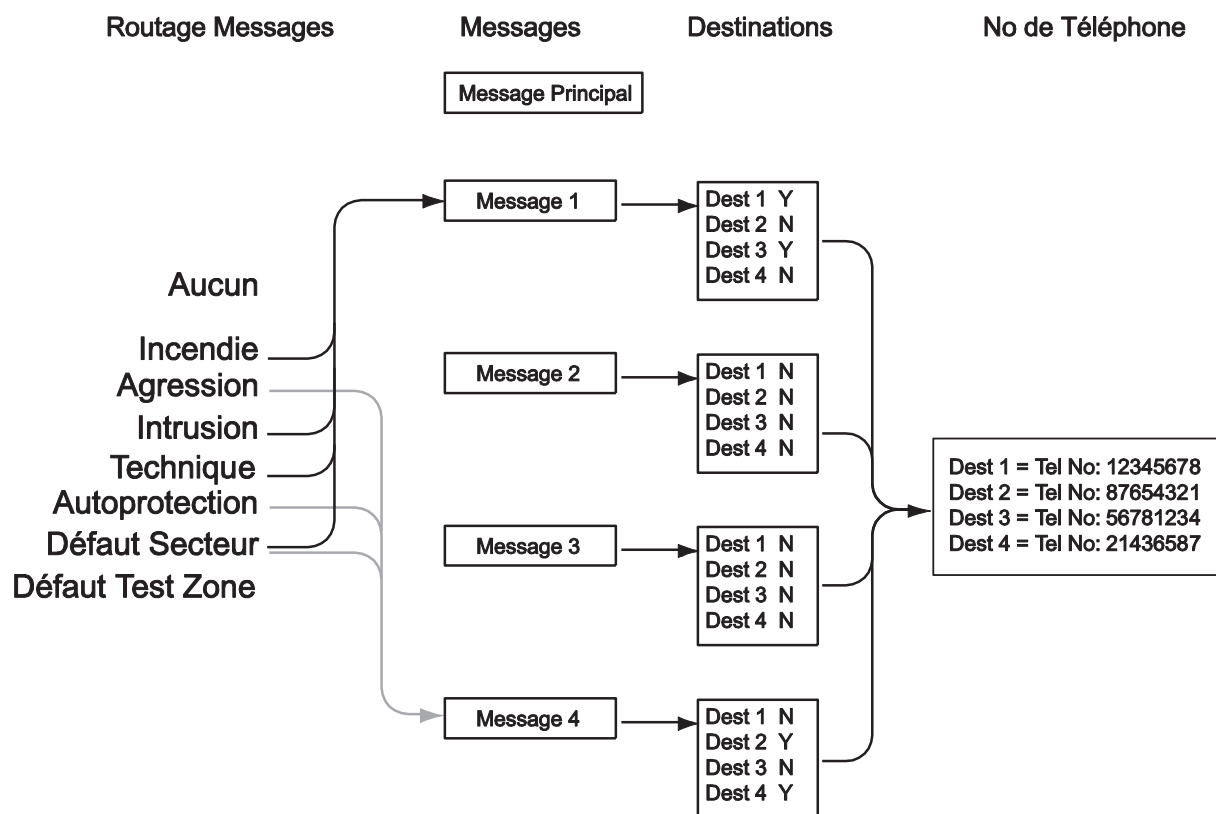 Routage Messages
Messages
Destinations
No de Téléphone
Message Principal
Aucun
Incendie
Agression
Intrusion
Technique
Autoprotection
Défaut Secteur
Défaut Test Zone
Message 1
Dest 1 Y
Dest 2 N
Dest 3 Y
Dest 4 N
Message 2
Dest 1 N
Dest 2 N
Dest 3 N
Dest 4 N
Message 3
Dest 1 N
Dest 2 N
Dest 3 N
Dest 4 N
Message 4
Dest 1 N
Dest 2 Y
Dest 3 N
Dest 4 Y
Dest 1 = Tel No: 12345678
Dest 2 = Tel No: 87654321
Dest 3 = Tel No: 56781234
Dest 4 = Tel No: 21436587